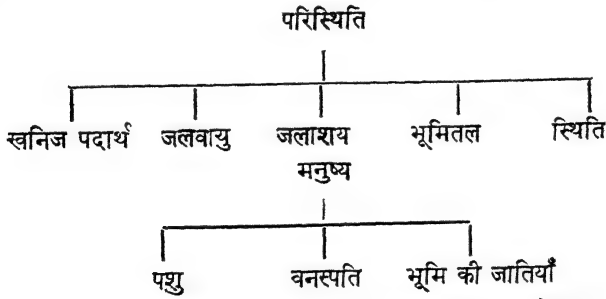 परिस्थिति
खनिज पदार्थ जलवायु जलाशय भूमितल स्थिति
मनुष्य
पशु वनस्पति भूमि की जातियाँ